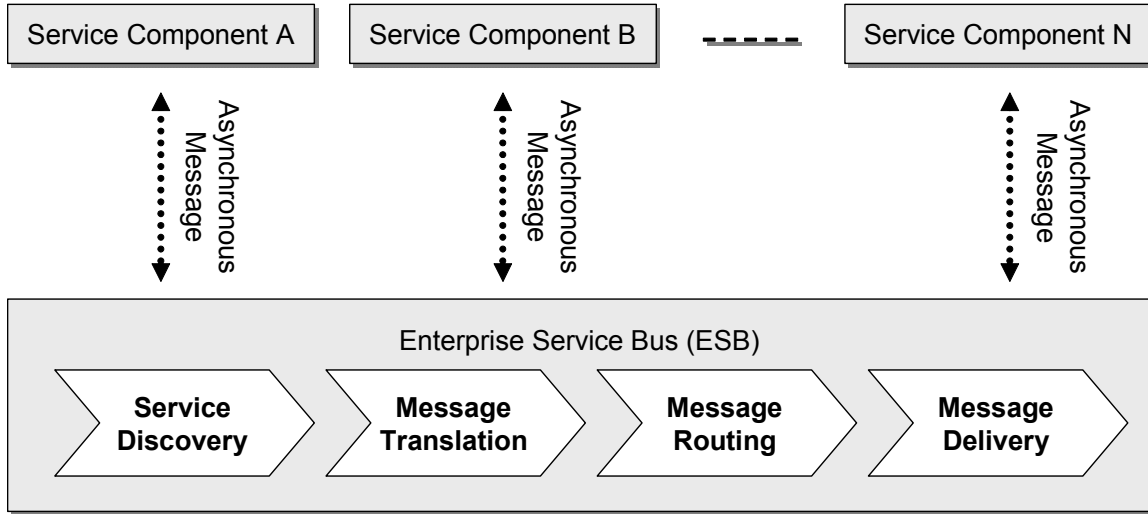 Service Component A
Service Component B
Service Component N
Asynchronous
Message
Asynchronous
Message
Asynchronous
Message
Enterprise Service Bus (ESB)
Service
Discovery
Message
Translation
Message
Routing
Message
Delivery